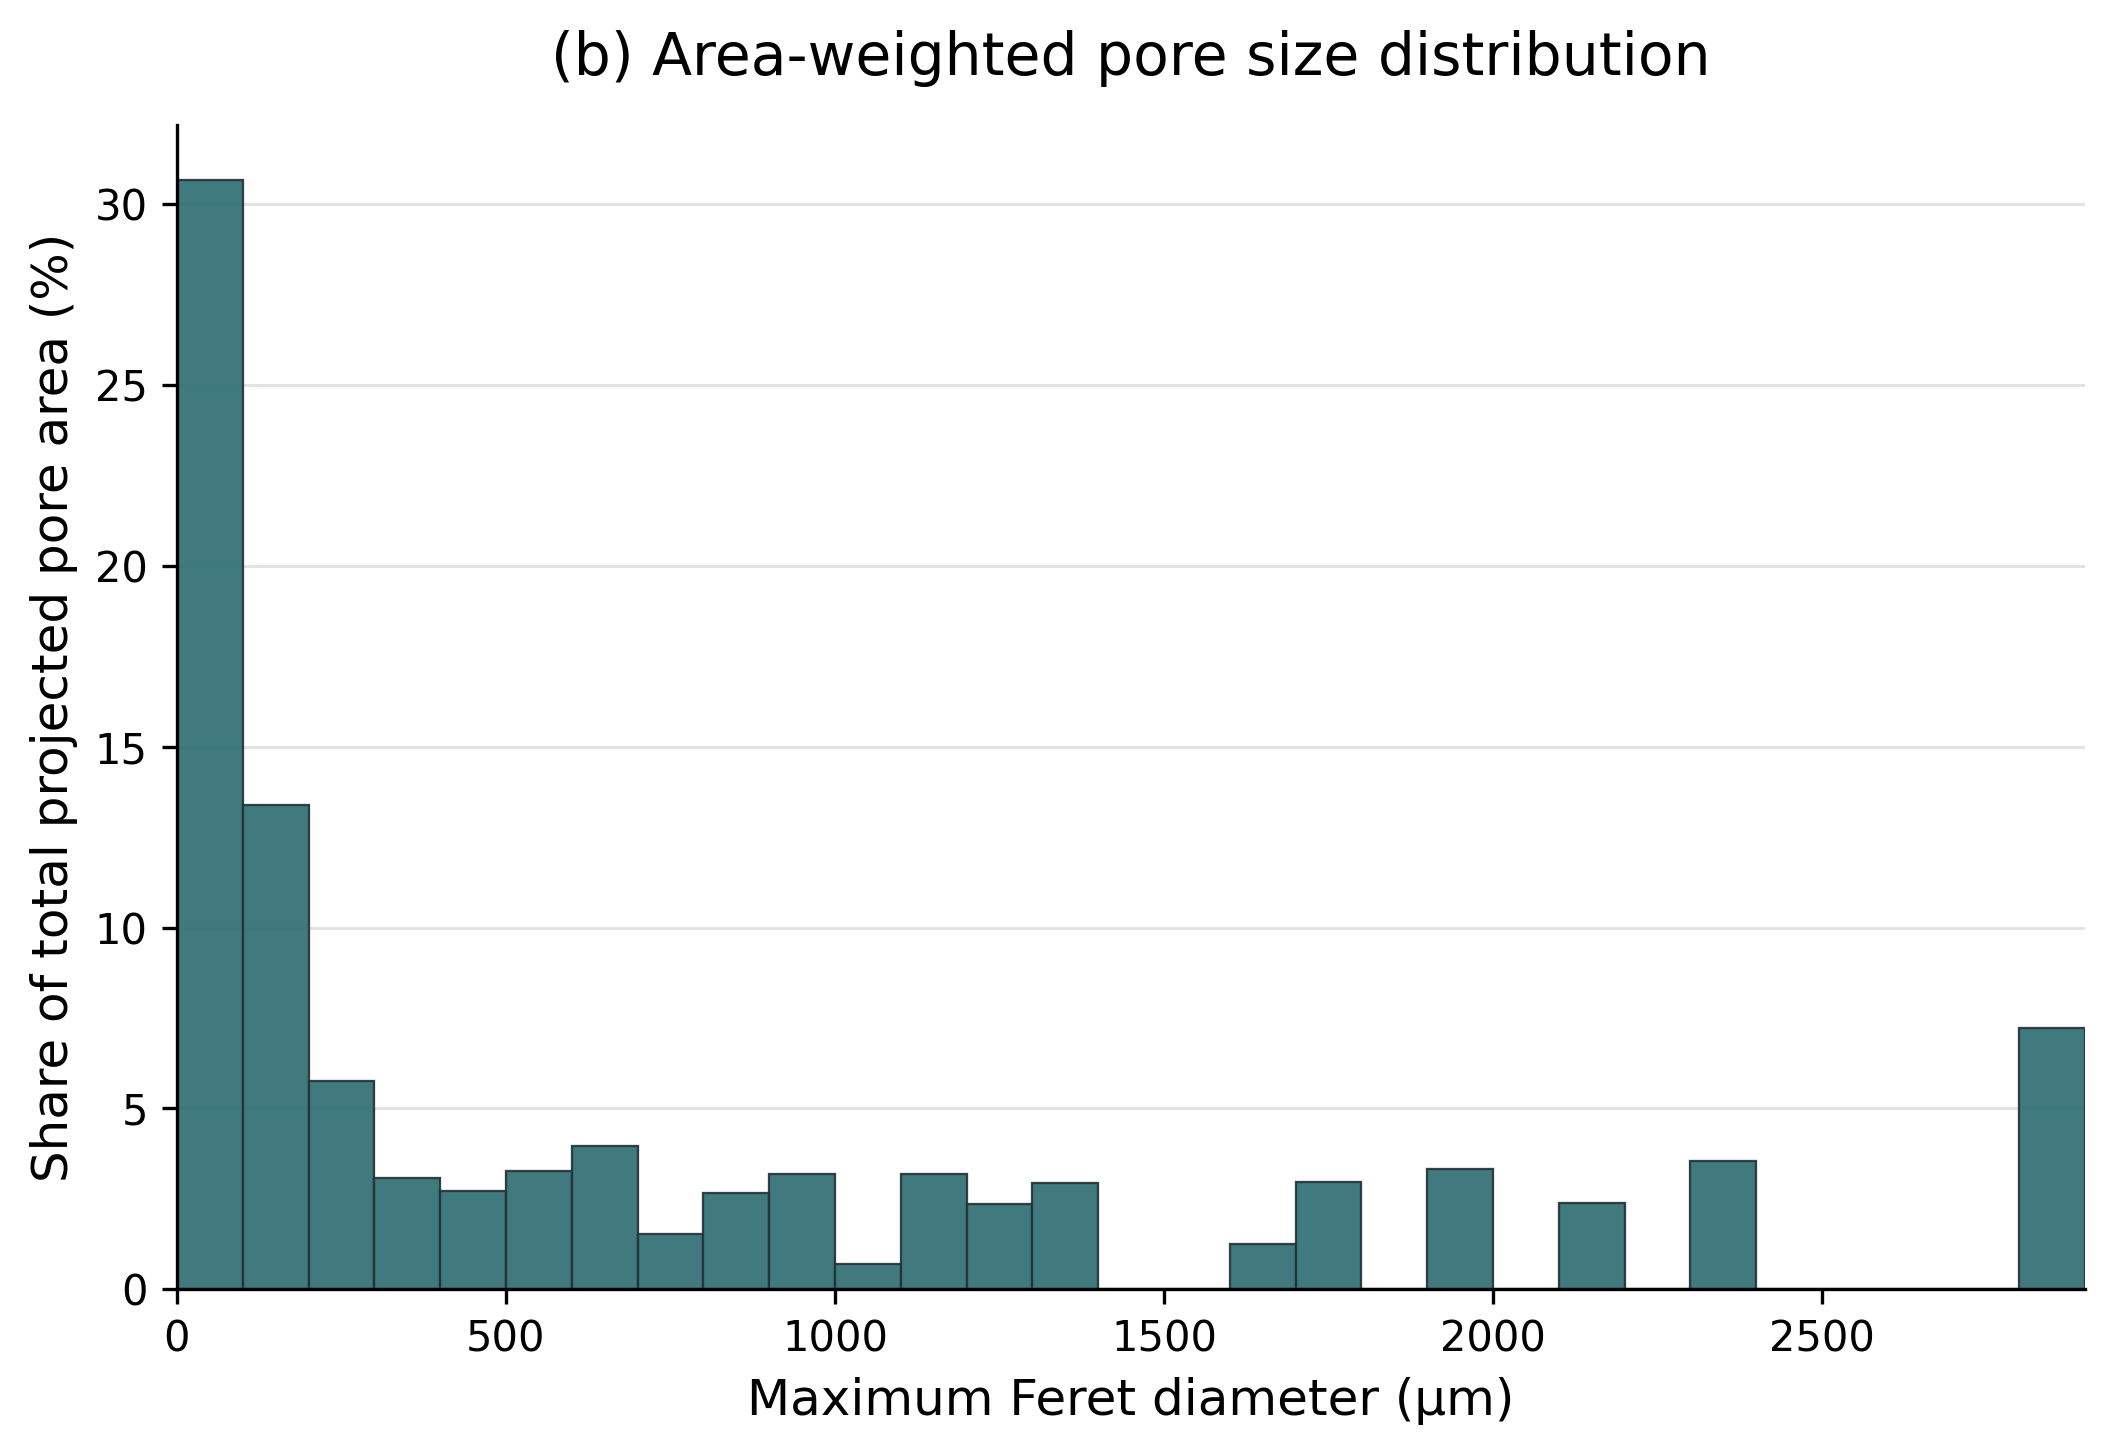 (b) Area-weighted pore size distribution
Share of total projected pore area (%)
30
25
20
15
10
5
0
0 500 1000 1500 2000 2500
Maximum Feret diameter (µm)